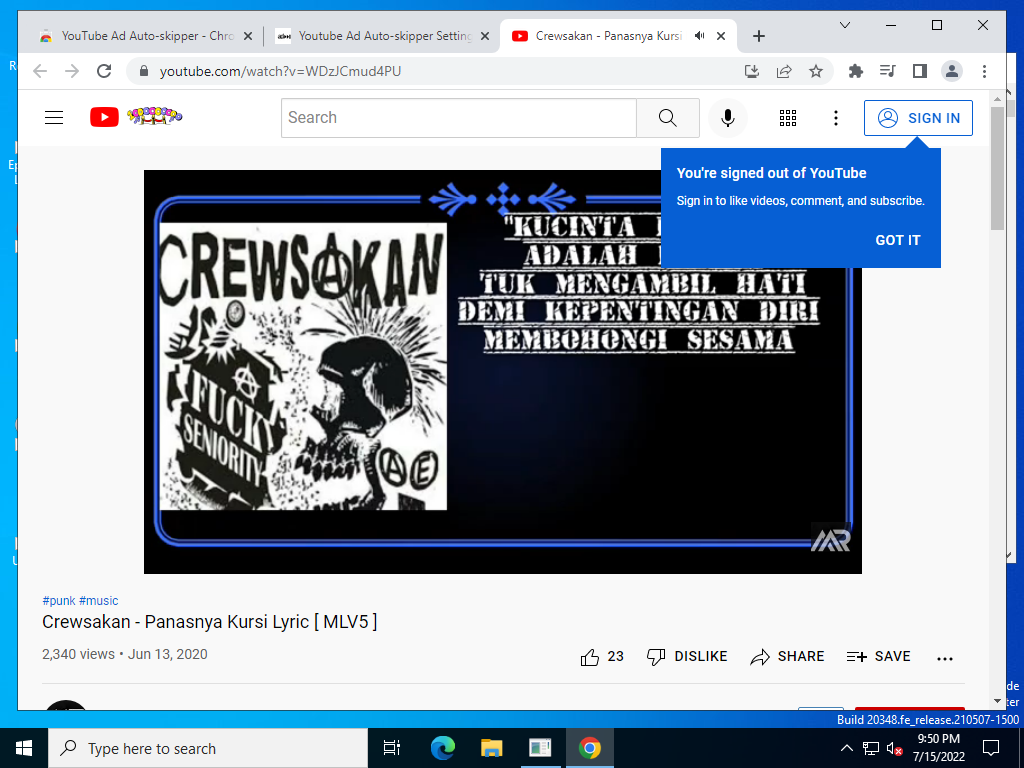 YouTube Ad Auto-skipper - Chro
Youtube Ad Auto-skipper Setting
Crewsakan - Panasnya Kursi
youtube.com/watch?v=WDzJCmud4PU
Search
SIGN IN
You're signed out of YouTube
Sign in to like videos, comment, and subscribe.
GOT IT
"KUCINTA
ADALAH
TUK MENGAMBIL HATI
DEMI KEPENTINGAN DIRI
MEMBOHONGI SESAMA
CREWSAKAN
FUCK
SENIORITY
A E
MR
#punk #music
Crewsakan - Panasnya Kursi Lyric [ MLV5 ]
2,340 views • Jun 13, 2020
23
DISLIKE
SHARE
SAVE
Build 20348.fe_release.210507-1500
Type here to search
9:50 PM
7/15/2022